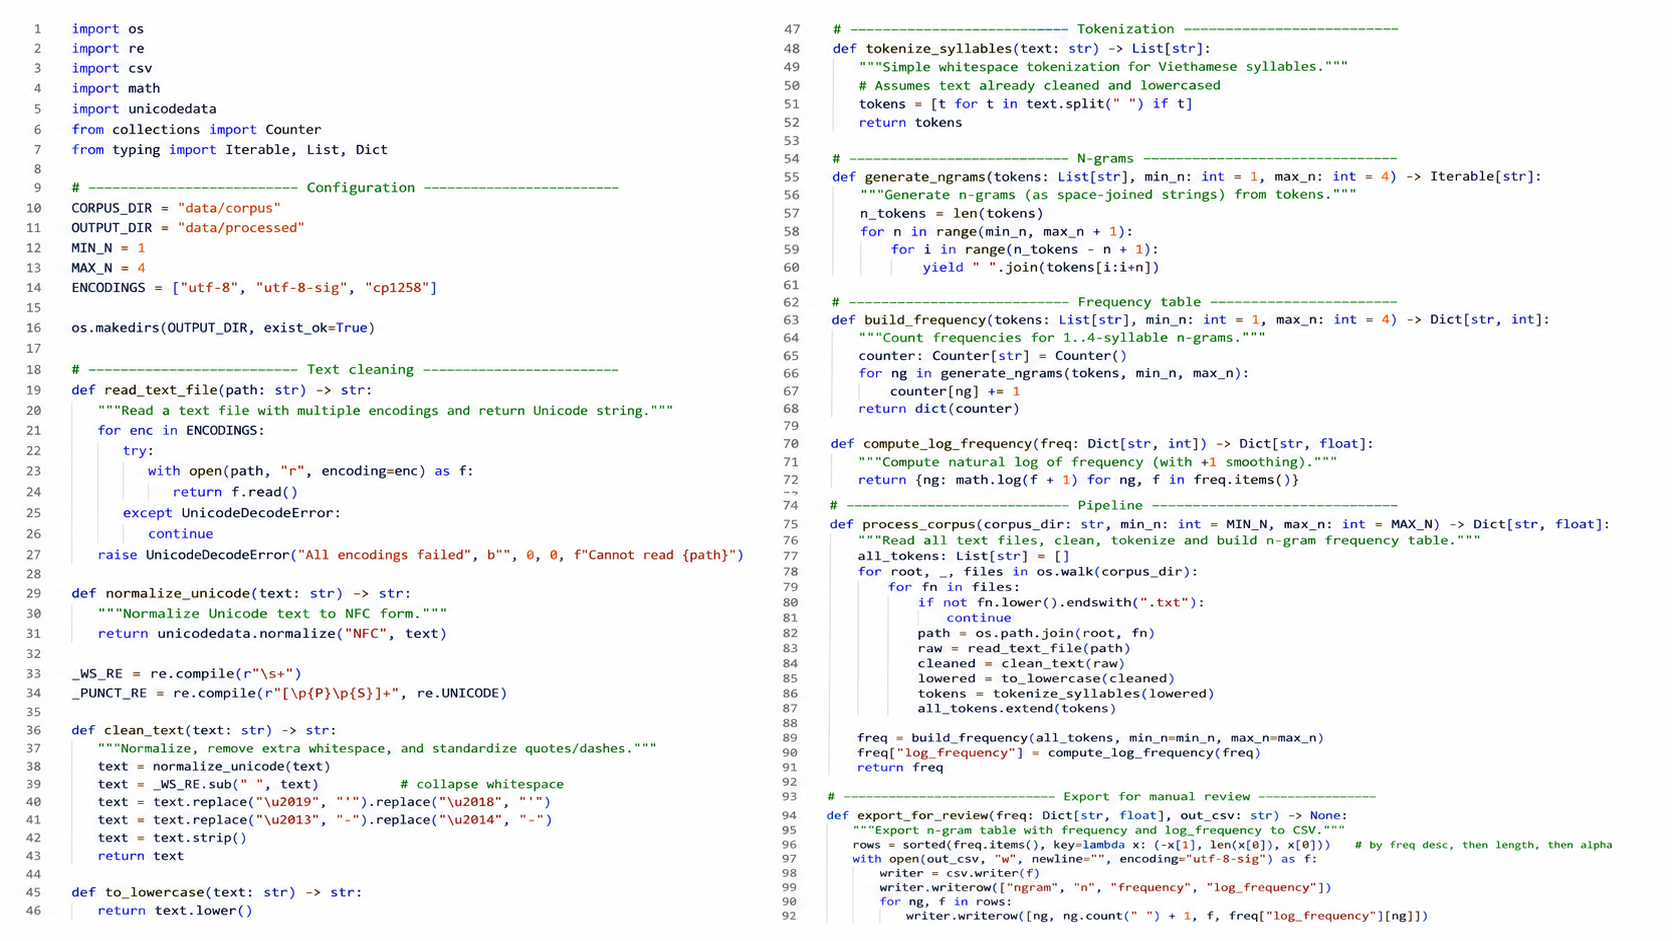 1 import os
2 import re
3 import csv
4 import math
5 import unicodedata
6 from collections import Counter
7 from typing import Iterable, List, Dict
8
9 # -------------------------- Configuration -------------------------
10 CORPUS_DIR = "data/corpus"
11 OUTPUT_DIR = "data/processed"
12 MIN_N = 1
13 MAX_N = 4
14 ENCODINGS = ["utf-8", "utf-8-sig", "cp1258"]
15
16 os.makedirs(OUTPUT_DIR, exist_ok=True)
17
18 # -------------------------- Text cleaning -------------------------
19 def read_text_file(path: str) -> str:
20 """Read a text file with multiple encodings and return Unicode string."""
21 for enc in ENCODINGS:
22 try:
23 with open(path, "r", encoding=enc) as f:
24 return f.read()
25 except UnicodeDecodeError:
26 continue
27 raise UnicodeDecodeError("All encodings failed", b"", 0, 0, f"Cannot read {path}")
28
29 def normalize_unicode(text: str) -> str:
30 """Normalize Unicode text to NFC form."""
31 return unicodedata.normalize("NFC", text)
32
33 _WS_RE = re.compile(r"\s+")
34 _PUNCT_RE = re.compile(r"[\p{P}\p{S}]+", re.UNICODE)
35
36 def clean_text(text: str) -> str:
37 """Normalize, remove extra whitespace, and standardize quotes/dashes."""
38 text = normalize_unicode(text)
39 text = _WS_RE.sub(" ", text) # collapse whitespace
40 text = text.replace("\u2019", "'").replace("\u2018", "'")
41 text = text.replace("\u2013", "-").replace("\u2014", "-")
42 text = text.strip()
43 return text
44
45 def to_lowercase(text: str) -> str:
46 return text.lower()
47 # --------------------------- Tokenization ---------------------------
48 def tokenize_syllables(text: str) -> List[str]:
49 """Simple whitespace tokenization for Viethamese syllables."""
50 # Assumes text already cleaned and lowercased
51 tokens = [t for t in text.split(" ") if t]
52 return tokens
53
54 # --------------------------- N-grams --------------------------------
55 def generate_ngrams(tokens: List[str], min_n: int = 1, max_n: int = 4) -> Iterable[str]:
56 """Generate n-grams (as space-joined strings) from tokens."""
57 n_tokens = len(tokens)
58 for n in range(min_n, max_n + 1):
59 for i in range(n_tokens - n + 1):
60 yield " ".join(tokens[i:i+n])
61
62 # --------------------------- Frequency table -----------------------
63 def build_frequency(tokens: List[str], min_n: int = 1, max_n: int = 4) -> Dict[str, int]:
64 """Count frequencies for 1..4-syllable n-grams."""
65 counter: Counter[str] = Counter()
66 for ng in generate_ngrams(tokens, min_n, max_n):
67 counter[ng] += 1
68 return dict(counter)
79
70 def compute_log_frequency(freq: Dict[str, int]) -> Dict[str, float]:
71 """Compute natural log of frequency (with +1 smoothing)."""
72 return {ng: math.log(f + 1) for ng, f in freq.items()}
74 # --------------------------- Pipeline ------------------------------
75 def process_corpus(corpus_dir: str, min_n: int = MIN_N, max_n: int = MAX_N) -> Dict[str, float]:
76 """Read all text files, clean, tokenize and build n-gram frequency table."""
77 all_tokens: List[str] = []
78 for root, _, files in os.walk(corpus_dir):
79 for fn in files:
80 if not fn.lower().endswith(".txt"):
81 continue
82 path = os.path.join(root, fn)
83 raw = read_text_file(path)
84 cleaned = clean_text(raw)
85 lowered = to_lowercase(cleaned)
86 tokens = tokenize_syllables(lowered)
87 all_tokens.extend(tokens)
88
89 freq = build_frequency(all_tokens, min_n=min_n, max_n=max_n)
90 freq["log_frequency"] = compute_log_frequency(freq)
91 return freq
92
93 # --------------------------- Export for manual review ---------------
94 def export_for_review(freq: Dict[str, float], out_csv: str) -> None:
95 """Export n-gram table with frequency and log_frequency to CSV."""
96 rows = sorted(freq.items(), key=lambda x: (-x[1], len(x[0]), x[0])) # by freq desc, then length, then alpha
97 with open(out_csv, "w", newline="", encoding="utf-8-sig") as f:
98 writer = csv.writer(f)
99 writer.writerow(["ngram", "n", "frequency", "log_frequency"])
90 for ng, f in rows:
92 writer.writerow([ng, ng.count(" ") + 1, f, freq["log_frequency"][ng]])